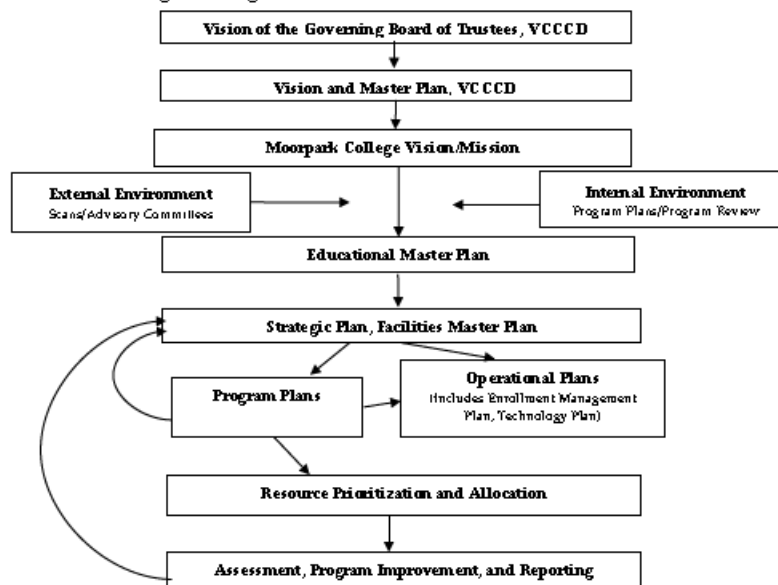 Vision of the Governing Board of Trustees, VCCCD
Vision and Master Plan, VCCCD
Moorpark College Vision/Mission
External Environment
Scans/Advisory Committees
Internal Environment
Program Plans/Program Review
Educational Master Plan
Strategic Plan, Facilities Master Plan
Program Plans
Operational Plans
(Includes Enrollment Management
Plan, Technology Plan)
Resource Prioritization and Allocation
Assessment, Program Improvement, and Reporting